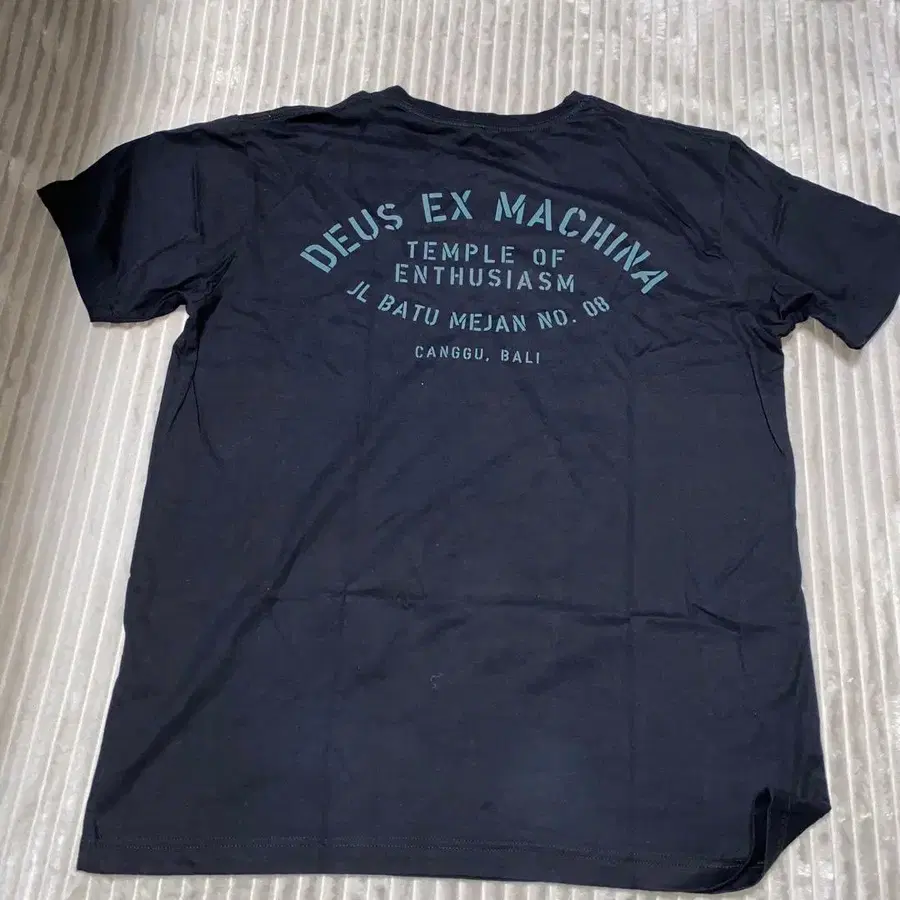 DEUS EX MACHINA
TEMPLE OF
ENTHUSIASM
JL BATU MEJAN NO. 08
CANGGU, BALI